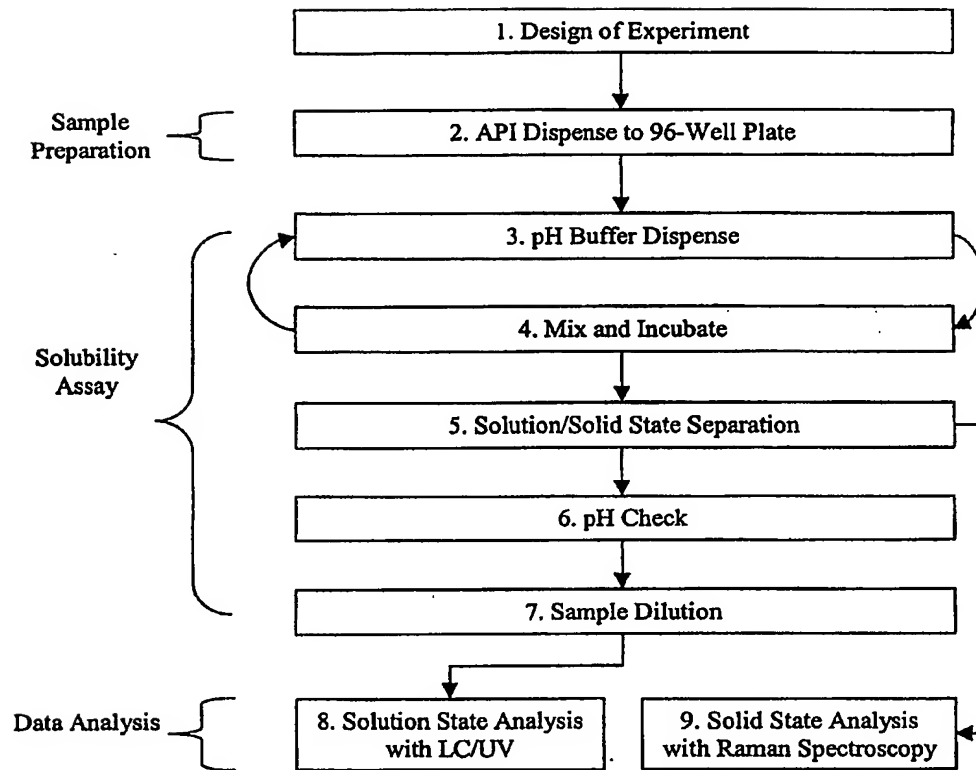 1. Design of Experiment
Sample
Preparation
2. API Dispense to 96-Well Plate
3. pH Buffer Dispense
4. Mix and Incubate
Solubility
Assay
5. Solution/Solid State Separation
6. pH Check
7. Sample Dilution
Data Analysis
8. Solution State Analysis
with LC/UV
9. Solid State Analysis
with Raman Spectroscopy